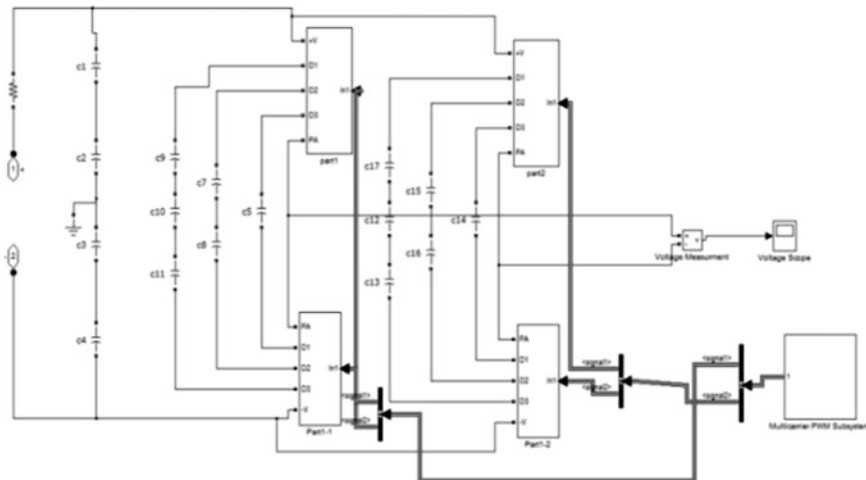 c1
c2
c3
c4
1
+
2
-
c9
c10
c11
c7
c8
c5
+V
D1
D2
D3
PA
In1
part1
PA
D1
D2
D3
-V
In1
Part1-1
<signal1>
<signal2>
c17
c12
c13
c15
c16
c14
+V
D1
D2
D3
PA
In1
part2
PA
D1
D2
D3
-V
In1
Part1-2
<signal1>
<signal2>
+
-
v
Voltage Measurment
Voltage Scope
<signal1>
<signal2>
1
Multicarrier PWM Subsystem